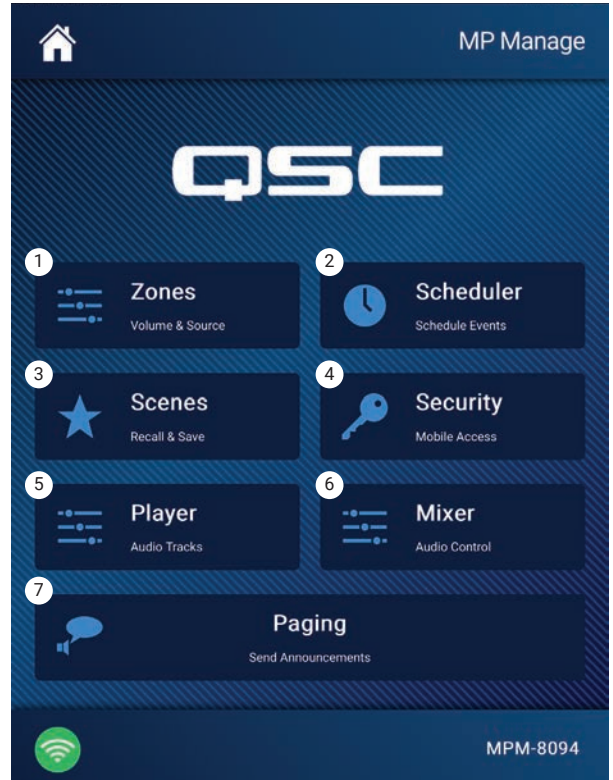 MP Manage
QSC
1
Zones
Volume & Source
2
Scheduler
Schedule Events
3
Scenes
Recall & Save
4
Security
Mobile Access
5
Player
Audio Tracks
6
Mixer
Audio Control
7
Paging
Send Announcements
MPM-8094